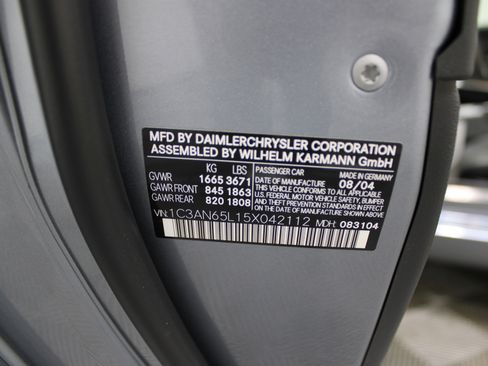 MFD BY DAIMLERCHRYSLER CORPORATION
ASSEMBLED BY WILHELM KARMANN GmbH
KG LBS PASSENGER CAR MADE IN GERMANY
GVWR 1665 3671 DATE OF MANUFACTURE 08/04
GAWR FRONT 845 1863 THIS VEHICLE CONFORMS TO ALL APPLICABLE U.S. FEDERAL MOTOR VEHICLE SAFETY, BUMPER
GAWR REAR 820 1808 AND THEFT PREVENTION STANDARDS IN EFFECT ON THE DATE OF MANUFACTURE SHOWN ABOVE
VIN: 1C3AN65L15X042112 MDH: 083104